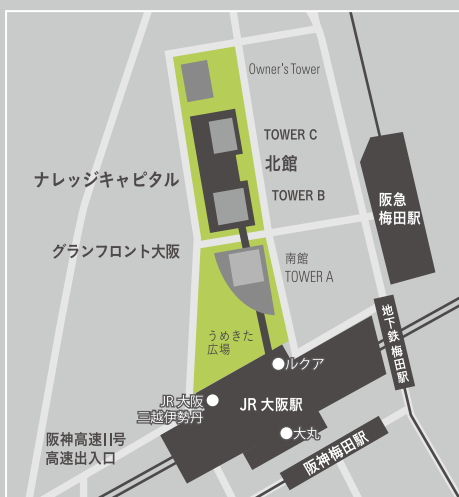 Owner's Tower
TOWER C
北館
ナレッジキャピタル
TOWER B
阪急
梅田駅
グランフロント大阪
南館
TOWER A
うめきた
広場
地下鉄 梅田駅
ルクア
JR 大阪
三越伊勢丹
JR 大阪駅
大丸
阪神高速11号
高速出入口
阪神梅田駅